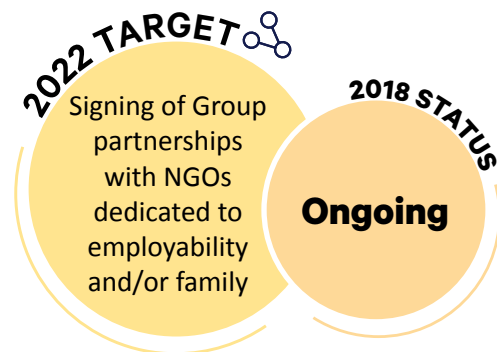 2022 TARGET
Signing of Group
partnerships
with NGOs
dedicated to
employability
and/or family
2018 STATUS
Ongoing